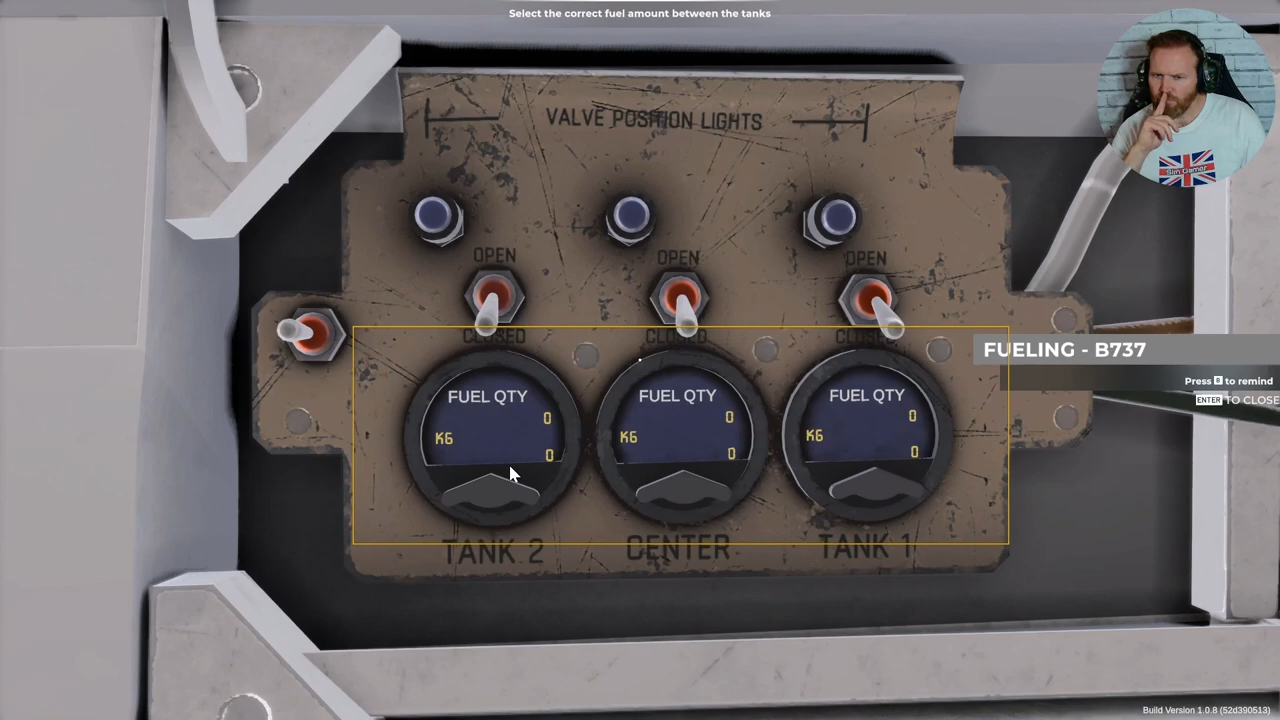 Select the correct fuel amount between the tanks
VALVE POSITION LIGHTS
OPEN
OPEN
OPEN
CLOSED
CLOSED
CLOSED
FUEL QTY
0
KG
0
FUEL QTY
0
KG
0
FUEL QTY
0
KG
0
TANK 2
CENTER
TANK 1
FUELING - B737
to remind
Press
ENTER TO CLOSE
Build Version 1.0.8 (52d390513)